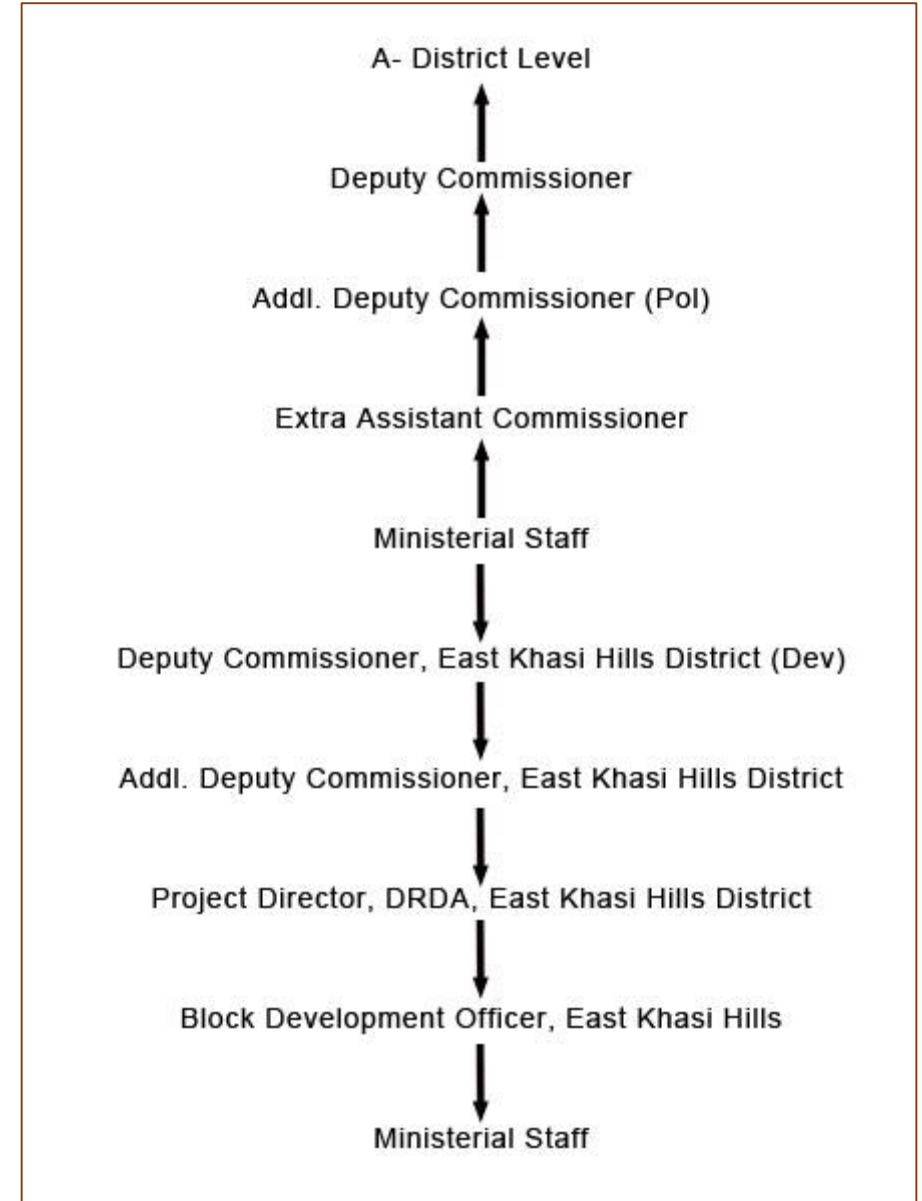 A- District Level
Deputy Commissioner
Addl. Deputy Commissioner (Pol)
Extra Assistant Commissioner
Ministerial Staff
Deputy Commissioner, East Khasi Hills District (Dev)
Addl. Deputy Commissioner, East Khasi Hills District
Project Director, DRDA, East Khasi Hills District
Block Development Officer, East Khasi Hills
Ministerial Staff